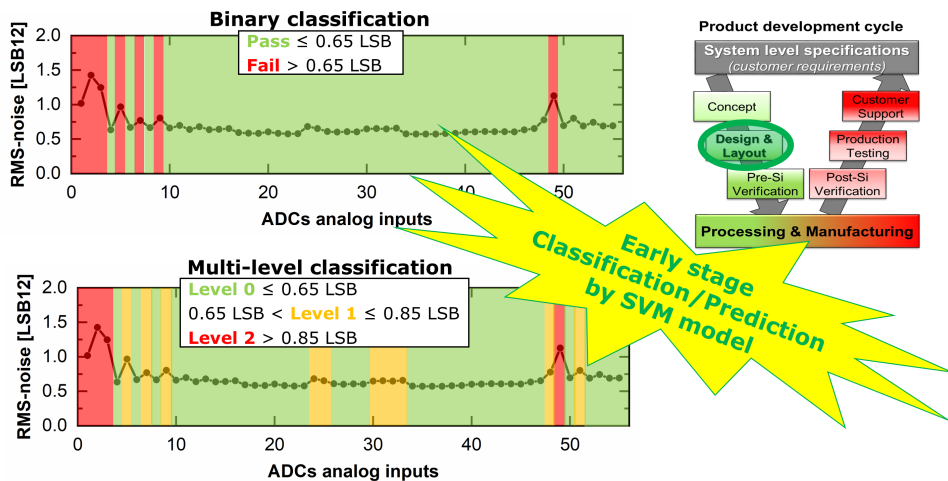 Binary classification
Pass ≤ 0.65 LSB
Fail > 0.65 LSB
RMS-noise [LSB12]
2.0
1.5
1.0
0.5
0.0
0
10
20
30
40
50
ADCs analog inputs
Product development cycle
System level specifications
(customer requirements)
Concept
Customer
Support
Design &
Layout
Production
Testing
Pre-Si
Verification
Post-Si
Verification
Processing & Manufacturing
Early stage
Classification/Prediction
by SVM model
Multi-level classification
Level 0 ≤ 0.65 LSB
0.65 LSB < Level 1 ≤ 0.85 LSB
Level 2 > 0.85 LSB
RMS-noise [LSB12]
2.0
1.5
1.0
0.5
0.0
0
10
20
30
40
50
ADCs analog inputs